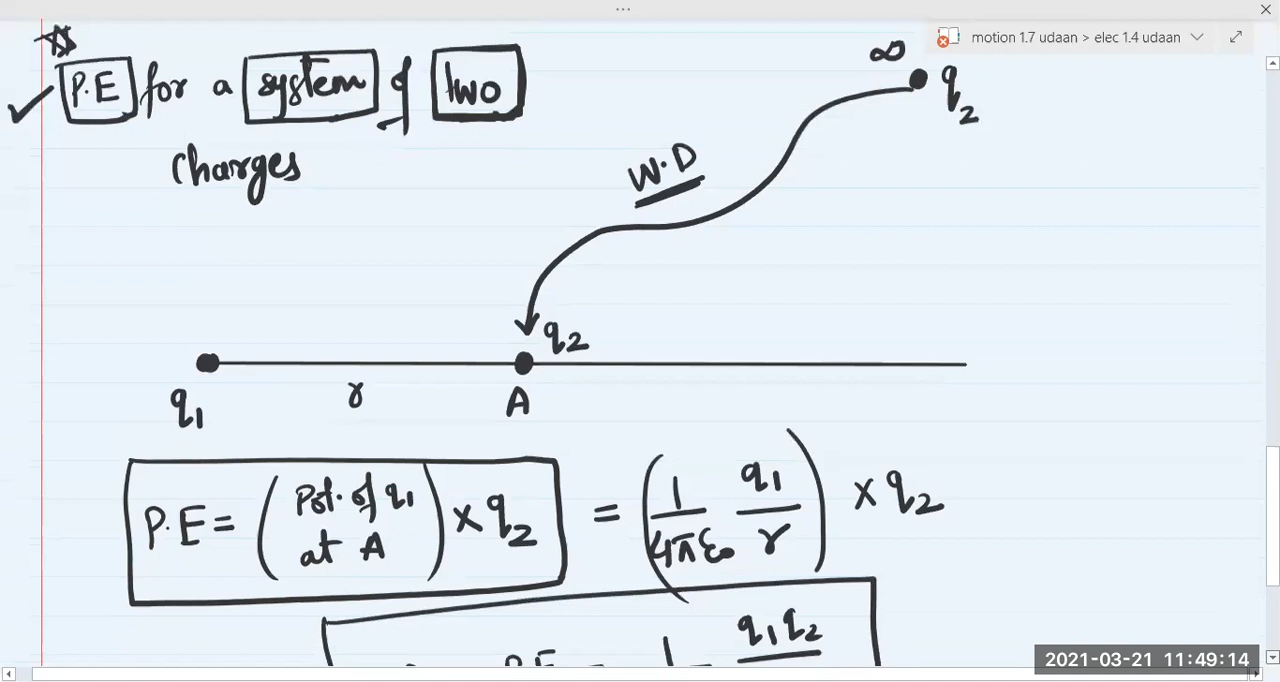 ...
motion 1.7 udaan > elec 1.4 udaan
P.E for a system of two
charges
∞
q2
W.D
q2
q1
r
A
P.E = (Pot. of q1 at A) × q2 = (1/4πε₀ q1/r) × q2
P.E = 1 q1q2
2021-03-21 11:49:14